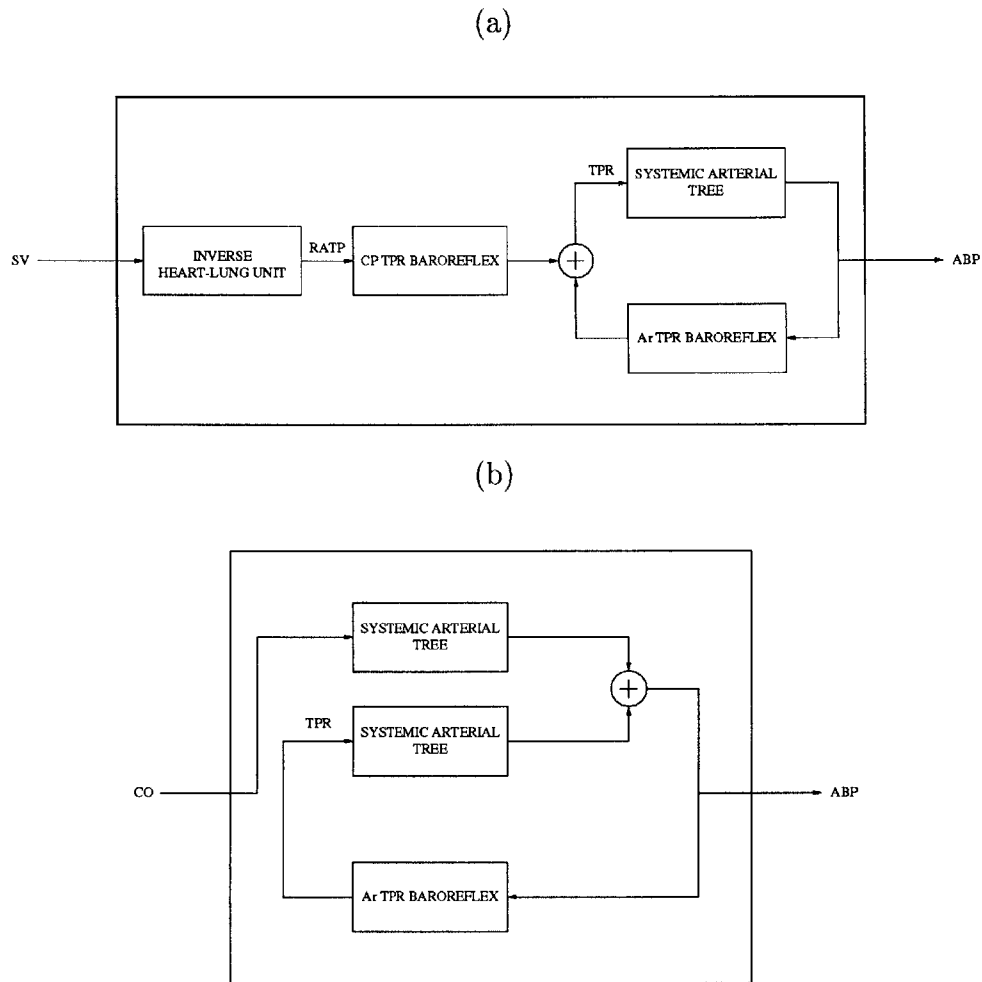 (a)
TPR
SYSTEMIC ARTERIAL
TREE
SV
INVERSE
HEART-LUNG UNIT
RATP
CP TPR BAROREFLEX
+
ABP
Ar TPR BAROREFLEX
(b)
SYSTEMIC ARTERIAL
TREE
+
TPR
SYSTEMIC ARTERIAL
TREE
CO
ABP
Ar TPR BAROREFLEX